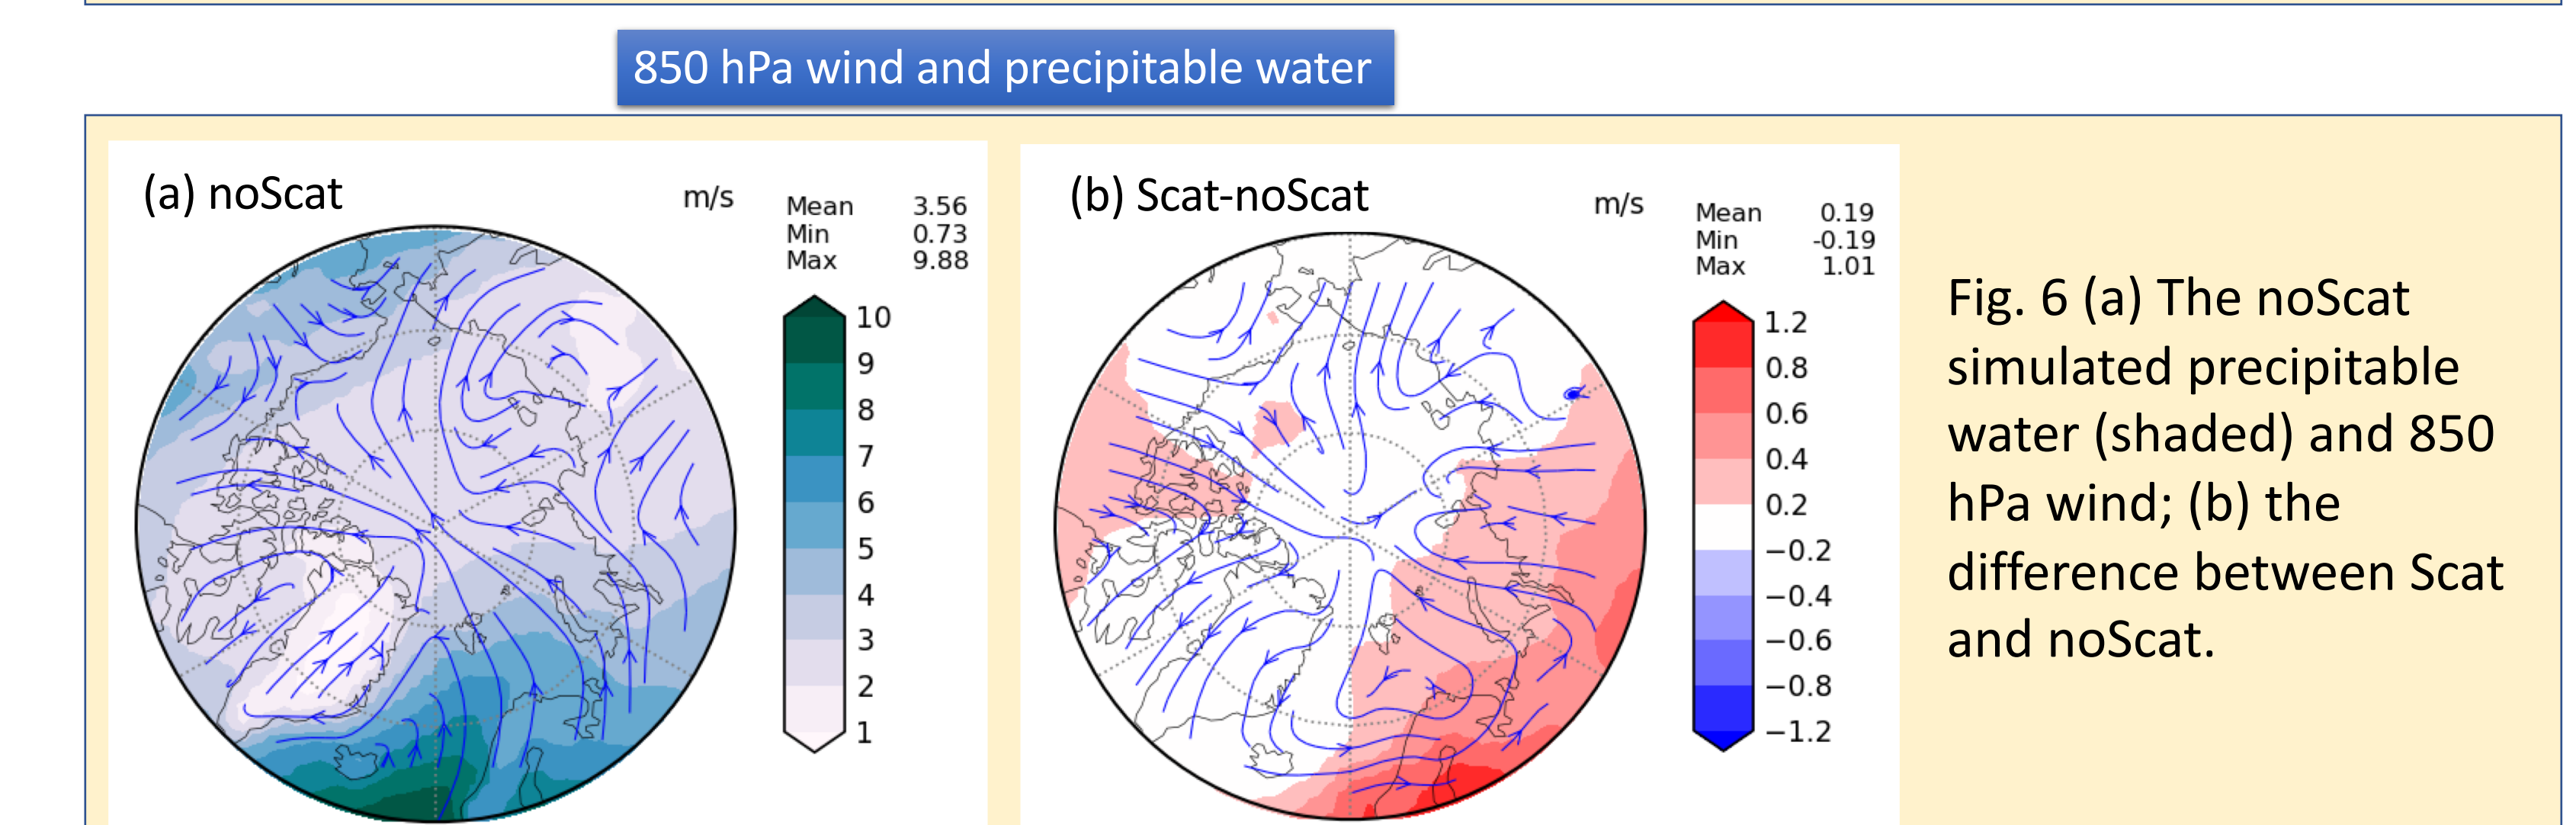 850 hPa wind and precipitable water
(a) noScat
m/s
Mean 3.56
Min 0.73
Max 9.88
10
9
8
7
6
5
4
3
2
1
(b) Scat-noScat
m/s
Mean 0.19
Min -0.19
Max 1.01
1.2
0.8
0.6
0.4
0.2
−0.2
−0.4
−0.6
−0.8
−1.2
Fig. 6 (a) The noScat
simulated precipitable
water (shaded) and 850
hPa wind; (b) the
difference between Scat
and noScat.